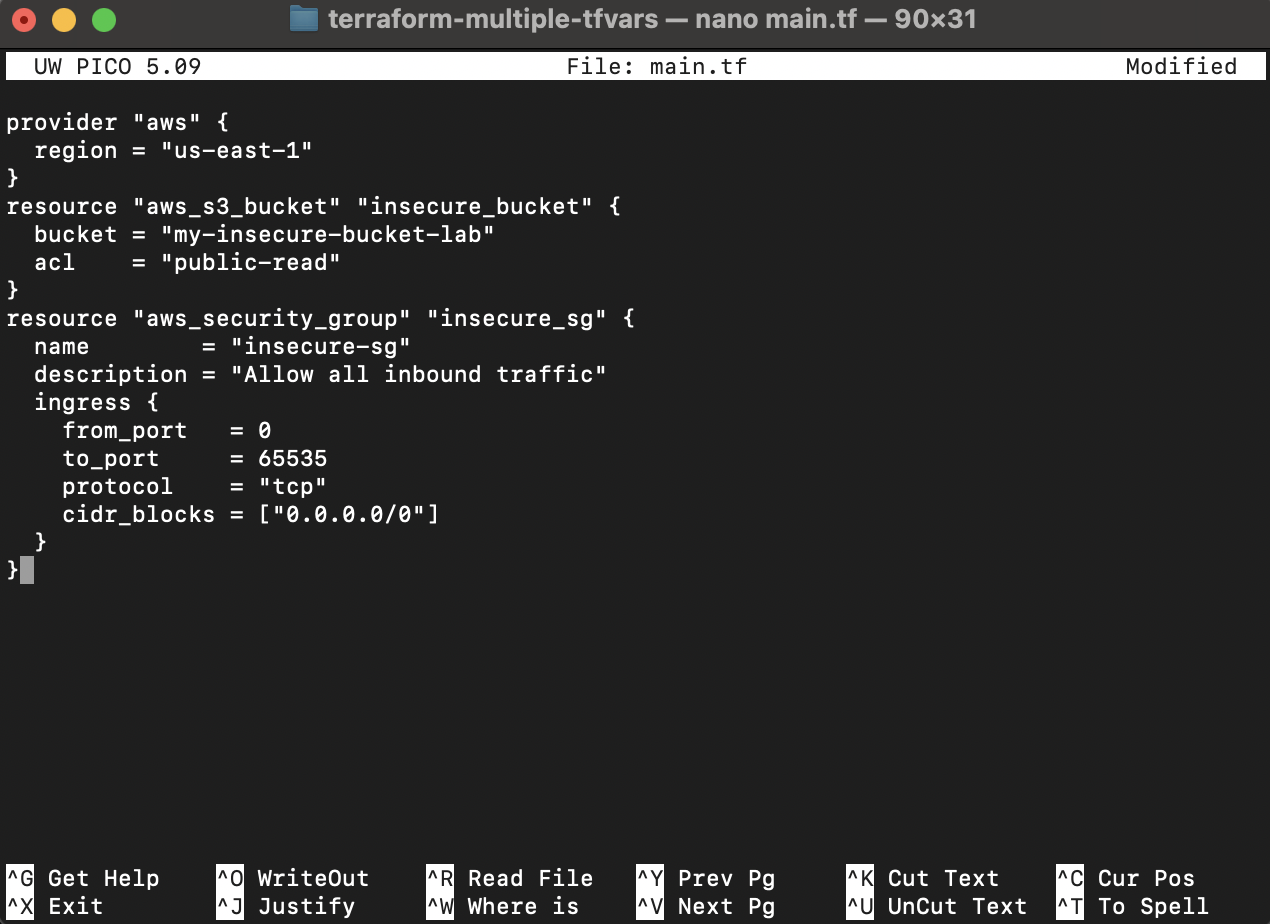 terraform-multiple-tfvars — nano main.tf — 90×31
UW PICO 5.09 File: main.tf Modified
provider "aws" {
  region = "us-east-1"
}
resource "aws_s3_bucket" "insecure_bucket" {
  bucket = "my-insecure-bucket-lab"
  acl    = "public-read"
}
resource "aws_security_group" "insecure_sg" {
  name        = "insecure-sg"
  description = "Allow all inbound traffic"
  ingress {
    from_port   = 0
    to_port     = 65535
    protocol    = "tcp"
    cidr_blocks = ["0.0.0.0/0"]
  }
}
^G Get Help ^O WriteOut ^R Read File ^Y Prev Pg ^K Cut Text ^C Cur Pos
^X Exit ^J Justify ^W Where is ^V Next Pg ^U UnCut Text ^T To Spell